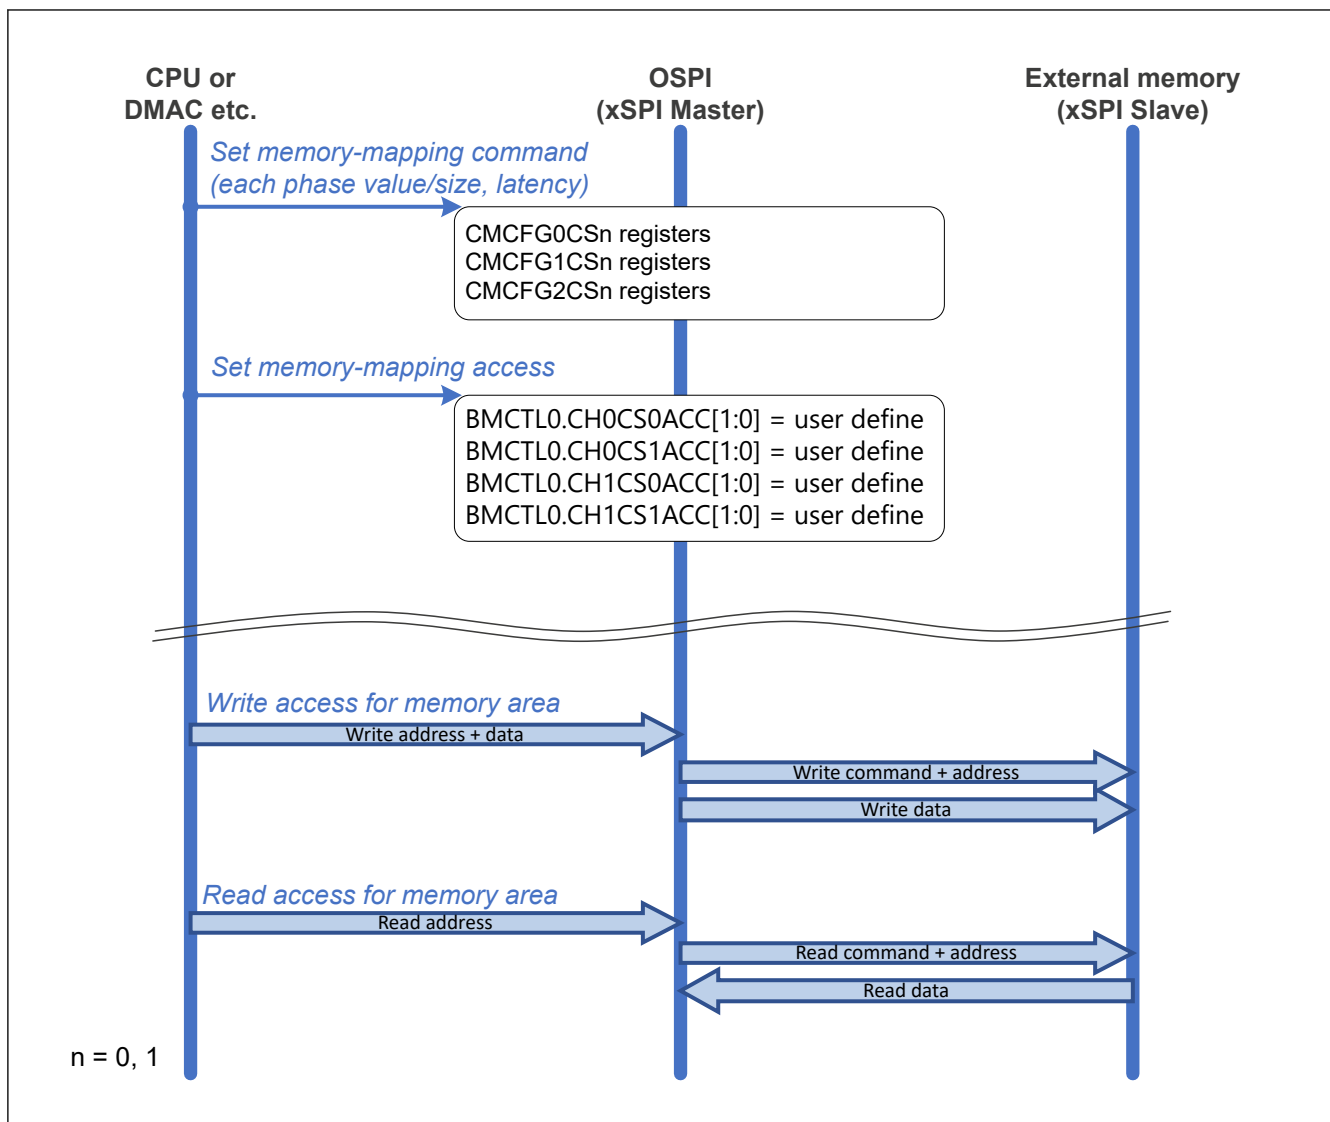 CPU or
DMAC etc.
OSPI
(xSPI Master)
External memory
(xSPI Slave)
Set memory-mapping command
(each phase value/size, latency)
CMCFG0CSn registers
CMCFG1CSn registers
CMCFG2CSn registers
Set memory-mapping access
BMCTL0.CH0CS0ACC[1:0] = user define
BMCTL0.CH0CS1ACC[1:0] = user define
BMCTL0.CH1CS0ACC[1:0] = user define
BMCTL0.CH1CS1ACC[1:0] = user define
Write access for memory area
Write address + data
Write command + address
Write data
Read access for memory area
Read address
Read command + address
Read data
n = 0, 1